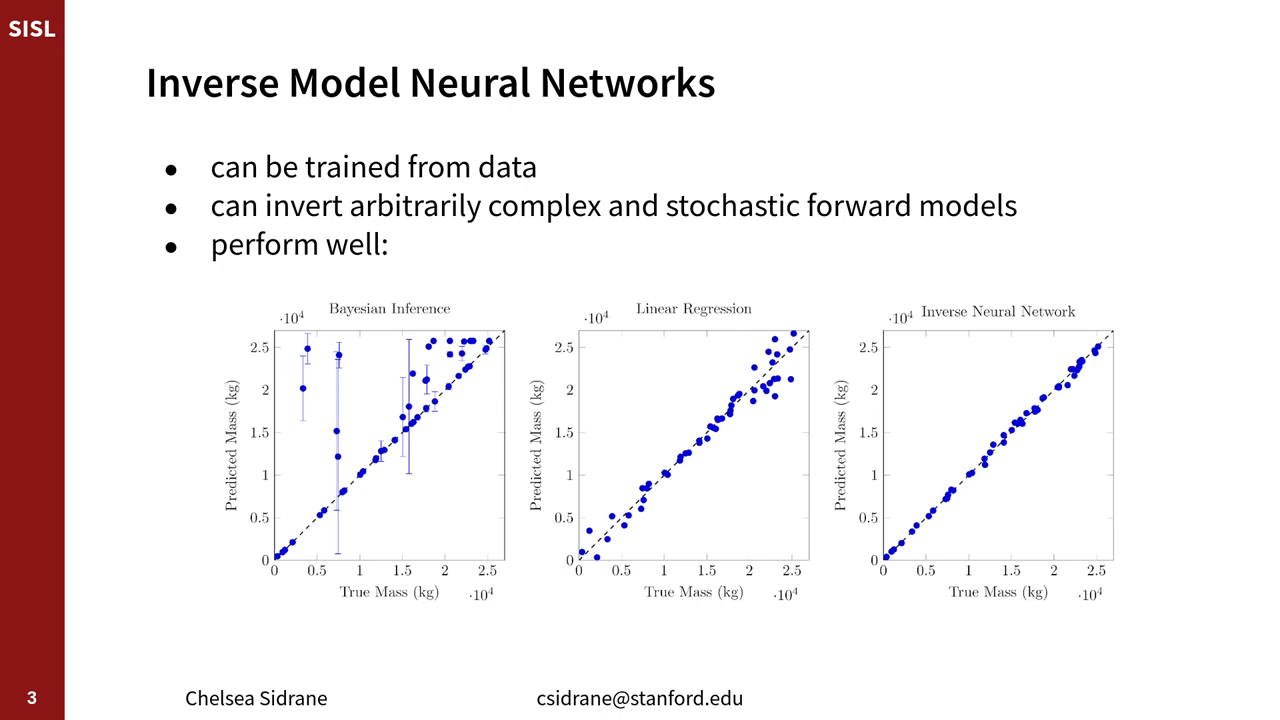 SISL
Inverse Model Neural Networks
● can be trained from data
● can invert arbitrarily complex and stochastic forward models
● perform well:
Bayesian Inference
·10⁴
2.5
2
1.5
1
0.5
0
Predicted Mass (kg)
0 0.5 1 1.5 2 2.5
True Mass (kg)
·10⁴
Linear Regression
·10⁴
2.5
2
1.5
1
0.5
0
Predicted Mass (kg)
0 0.5 1 1.5 2 2.5
True Mass (kg)
·10⁴
Inverse Neural Network
·10⁴
2.5
2
1.5
1
0.5
0
Predicted Mass (kg)
0 0.5 1 1.5 2 2.5
True Mass (kg)
·10⁴
3
Chelsea Sidrane
csidrane@stanford.edu